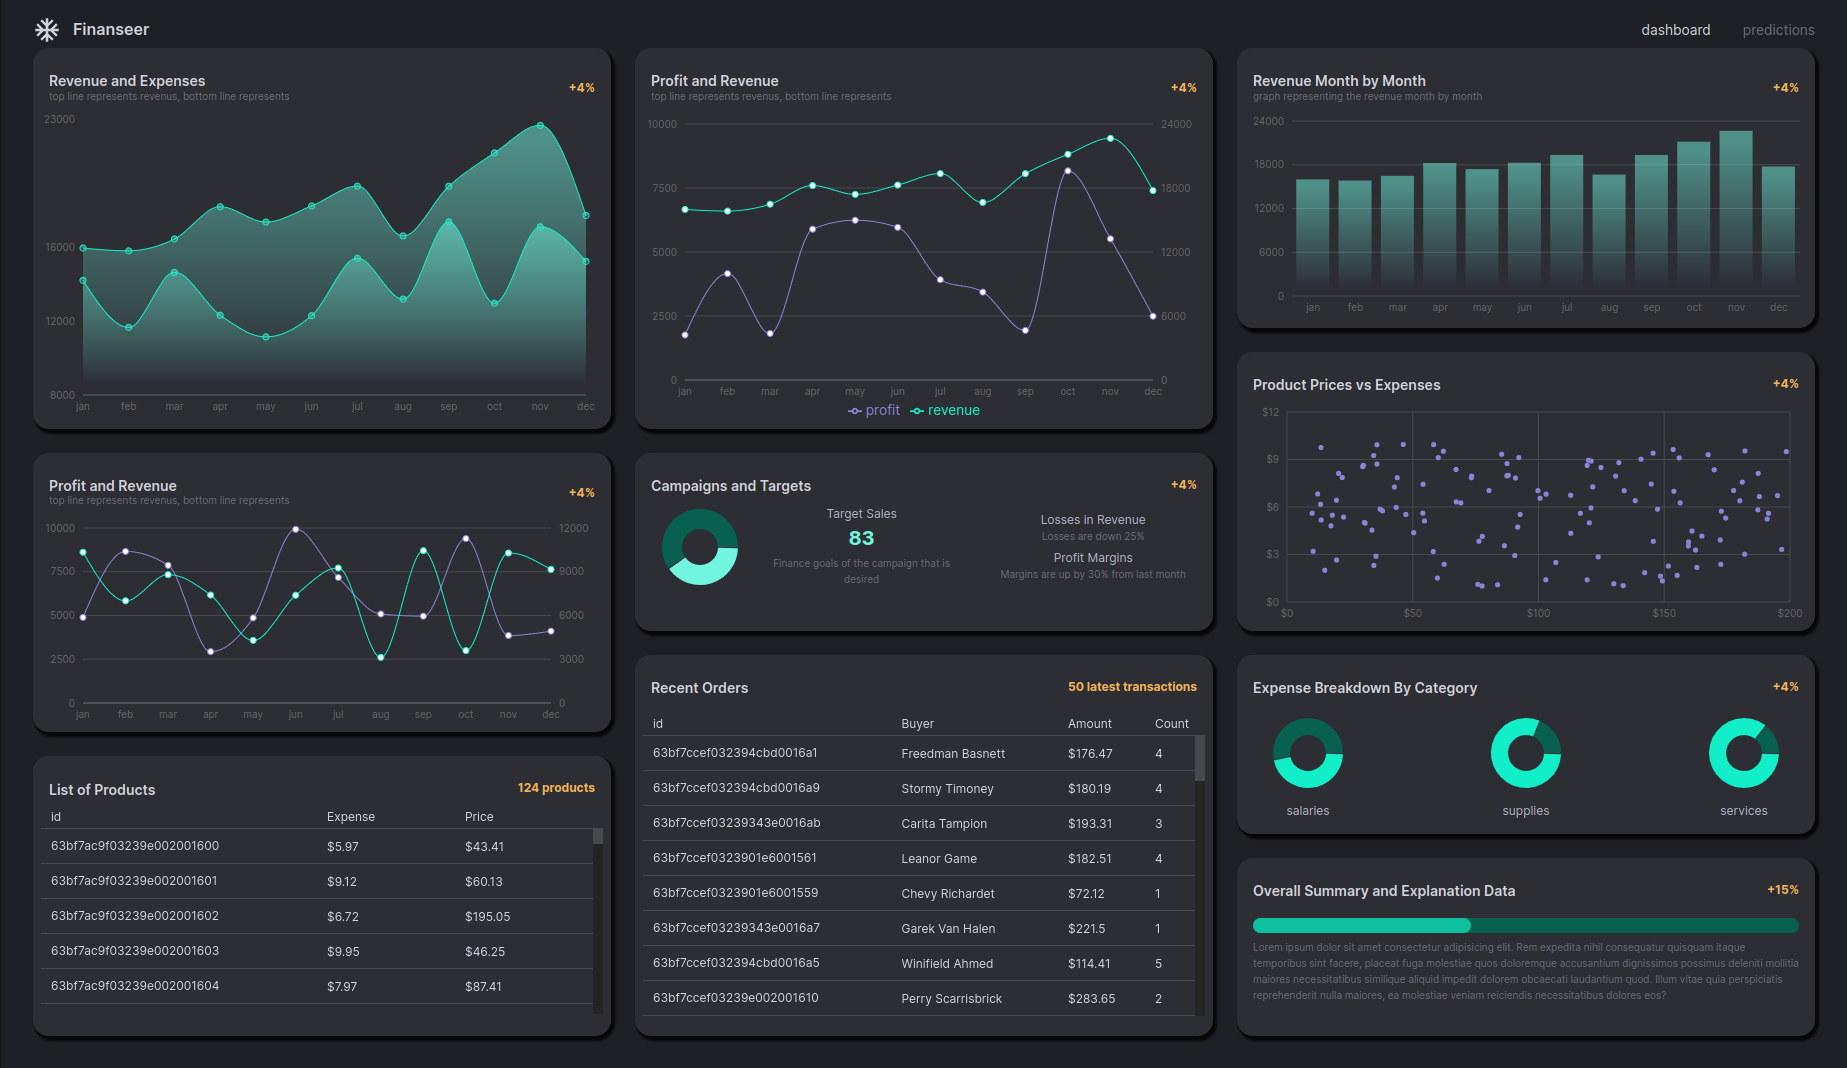 Finanseer
dashboard
predictions
Revenue and Expenses
top line represents revenus, bottom line represents
+4%
23000
16000
12000
8000
jan feb mar apr may jun jul aug sep oct nov dec
Profit and Revenue
top line represents revenus, bottom line represents
+4%
10000 24000
7500 18000
5000 12000
2500 6000
0 0
jan feb mar apr may jun jul aug sep oct nov dec
profit revenue
Revenue Month by Month
graph representing the revenue month by month
+4%
24000
18000
12000
6000
0
jan feb mar apr may jun jul aug sep oct nov dec
Profit and Revenue
top line represents revenus, bottom line represents
+4%
10000 12000
7500 9000
5000 6000
2500 3000
0 0
jan feb mar apr may jun jul aug sep oct nov dec
Campaigns and Targets
+4%
Target Sales
83
Finance goals of the campaign that is
desired
Losses in Revenue
Losses are down 25%
Profit Margins
Margins are up by 30% from last month
Product Prices vs Expenses
+4%
$12
$9
$6
$3
$0
$0 $50 $100 $150 $200
List of Products
124 products
id Expense Price
63bf7ac9f03239e002001600 $5.97 $43.41
63bf7ac9f03239e002001601 $9.12 $60.13
63bf7ac9f03239e002001602 $6.72 $195.05
63bf7ac9f03239e002001603 $9.95 $46.25
63bf7ac9f03239e002001604 $7.97 $87.41
Recent Orders
50 latest transactions
id Buyer Amount Count
63bf7ccef032394cbd0016a1 Freedman Basnett $176.47 4
63bf7ccef032394cbd0016a9 Stormy Timoney $180.19 4
63bf7ccef03239343e0016ab Carita Tampion $193.31 3
63bf7ccef0323901e6001561 Leanor Game $182.51 4
63bf7ccef0323901e6001559 Chevy Richardet $72.12 1
63bf7ccef03239343e0016a7 Garek Van Halen $221.5 1
63bf7ccef032394cbd0016a5 Winifield Ahmed $114.41 5
63bf7ccef03239e002001610 Perry Scarrisbrick $283.65 2
Expense Breakdown By Category
+4%
salaries
supplies
services
Overall Summary and Explanation Data
+15%
Lorem ipsum dolor sit amet consectetur adipisicing elit. Rem expedita nihil consequatur quisquam itaque
temporibus sint facere, placeat fuga molestiae quos doloremque accusantium dignissimos possimus deleniti mollitia
maiores necessitatibus similique aliquid impedit dolorem obcaecati laudantium quod. Illum vitae quia perspiciatis
reprehenderit nulla maiores, ea molestiae veniam reiciendis necessitatibus dolores eos?